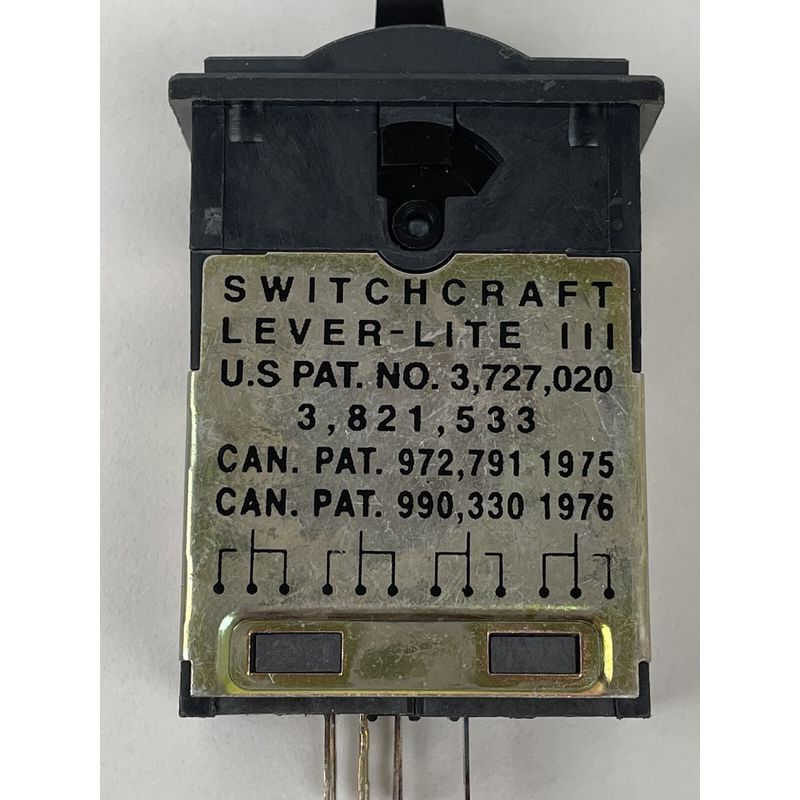 SWITCHCRAFT
LEVER-LITE III
U.S PAT. NO. 3,727,020
3,821,533
CAN. PAT. 972,791 1975
CAN. PAT. 990,330 1976